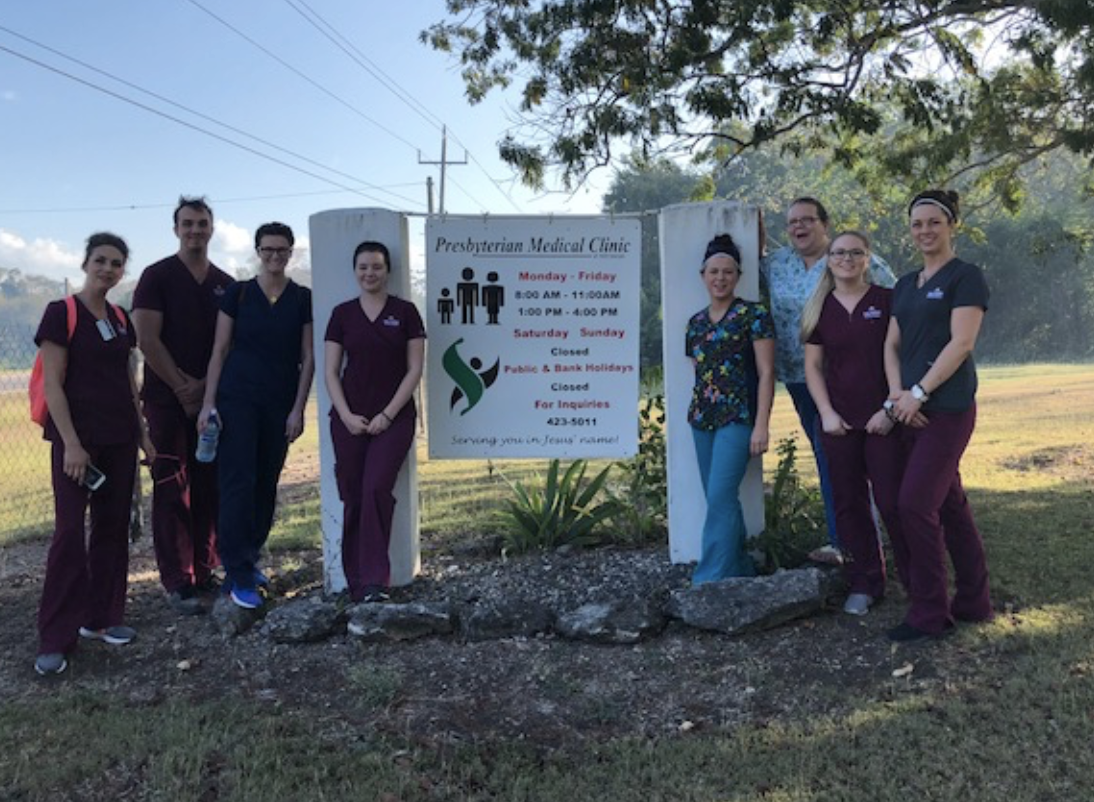 Presbyterian Medical Clinic
Monday - Friday
8:00 AM - 11:00AM
1:00 PM - 4:00 PM
Saturday Sunday
Closed
Public & Bank Holidays
Closed
For Inquiries
423-5011
Serving you in Jesus' name!